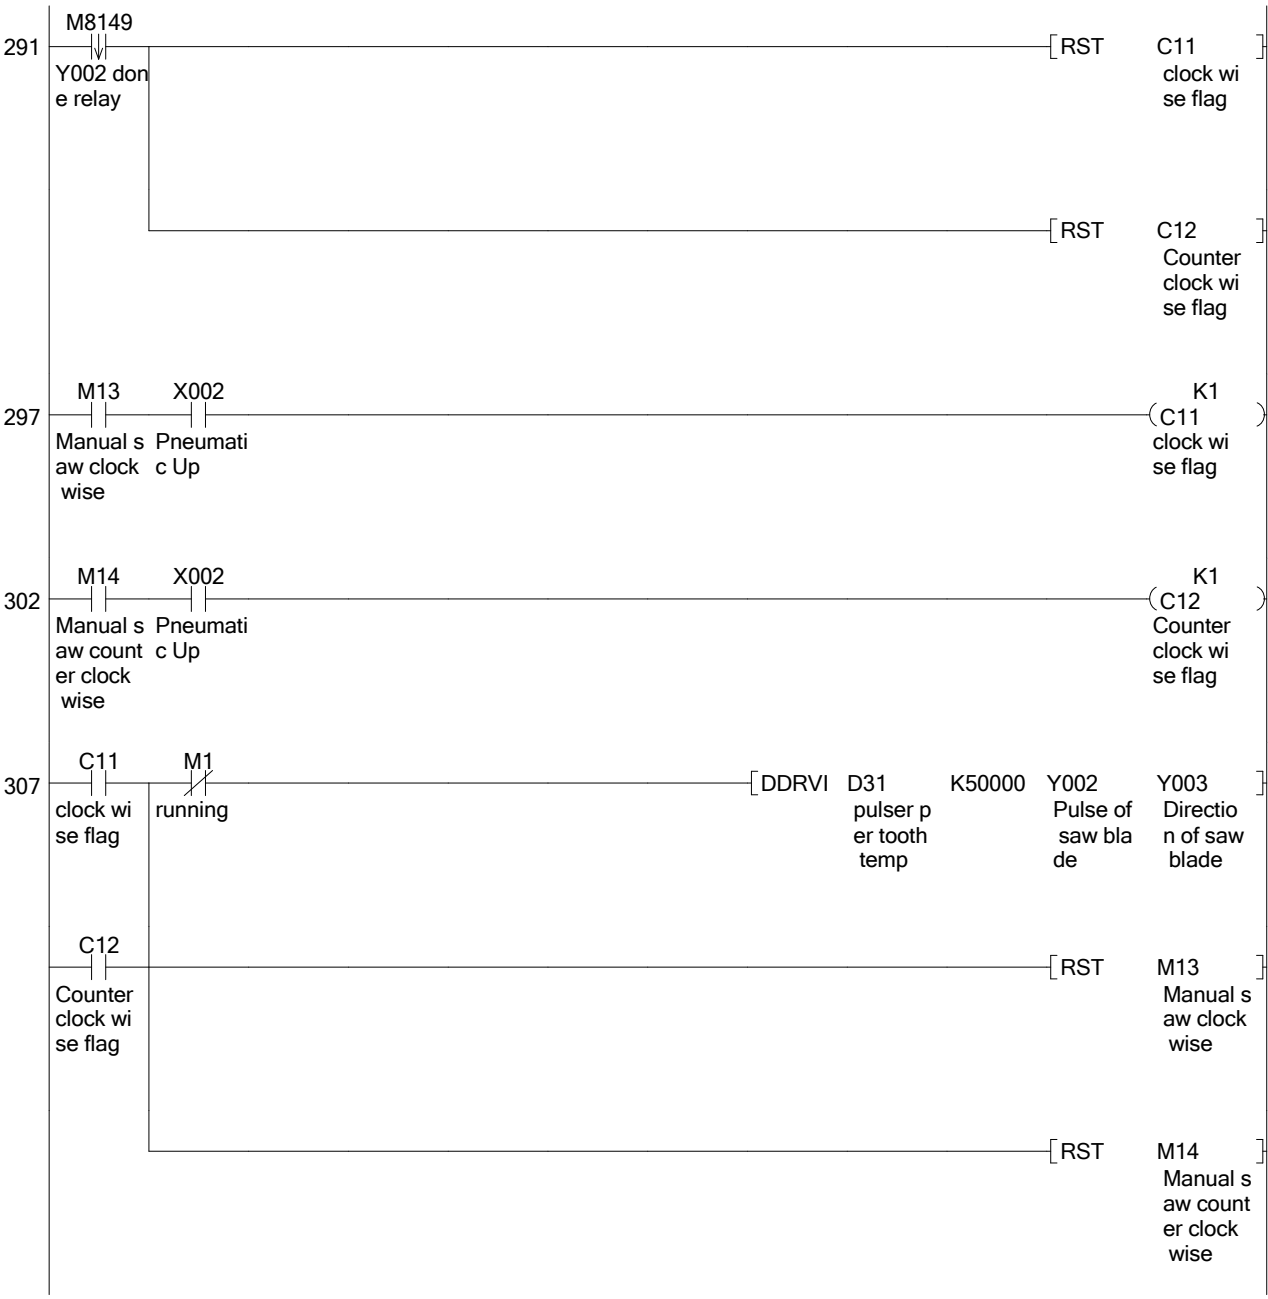 M8149
291
RST C11
Y002 don
e relay
clock wi
se flag
RST C12
Counter
clock wi
se flag
M13 X002 K1
297
C11
Manual s Pneumati clock wi
aw clock c Up se flag
wise
M14 X002 K1
302
C12
Manual s Pneumati Counter
aw count c Up clock wi
er clock se flag
wise
C11 M1
307
DDRVI D31 K50000 Y002 Y003
clock wi running pulser p Pulse of Directio
se flag er tooth saw bla n of saw
temp de blade
C12
RST M13
Counter Manual s
clock wi aw clock
se flag wise
RST M14
Manual s
aw count
er clock
wise